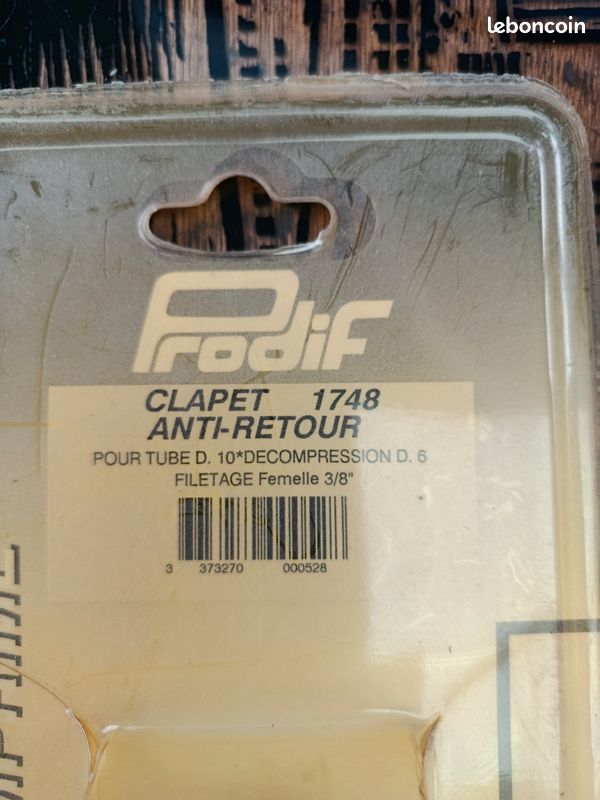 leboncoin
Prodif
CLAPET 1748
ANTI-RETOUR
POUR TUBE D. 10*DECOMPRESSION D. 6
FILETAGE Femelle 3/8"
3 373270 000528